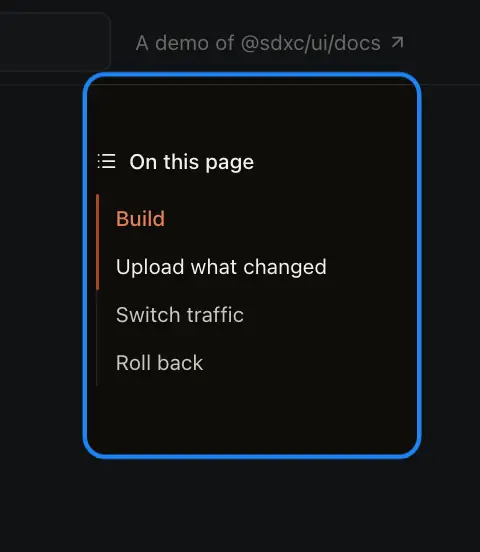 A demo of @sdxc/ui/docs ↗
On this page
Build
Upload what changed
Switch traffic
Roll back